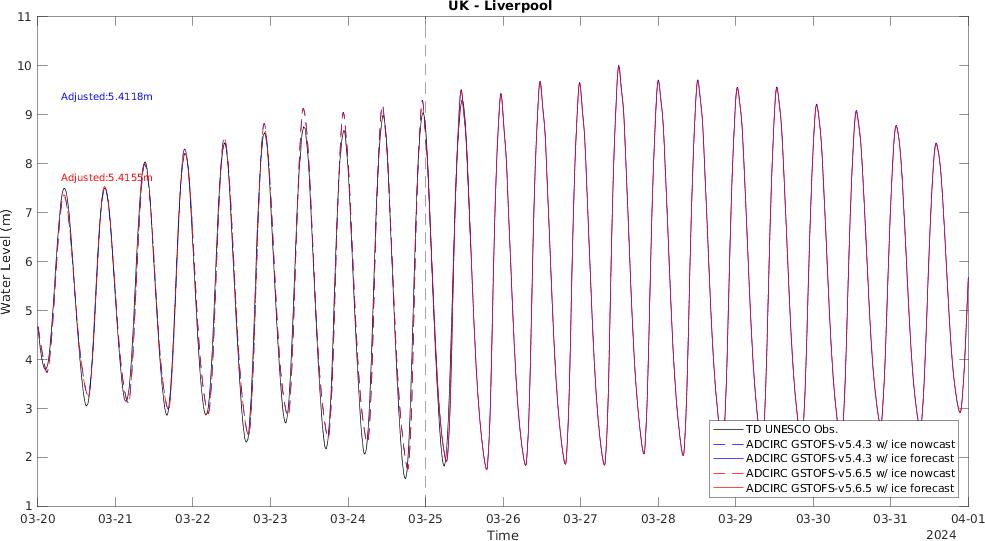 UK - Liverpool
11
10
9
8
7
6
5
4
3
2
1
Water Level (m)
Adjusted:5.4118m
Adjusted:5.4155m
TD UNESCO Obs.
ADCIRC GSTOFS-v5.4.3 w/ ice nowcast
ADCIRC GSTOFS-v5.4.3 w/ ice forecast
ADCIRC GSTOFS-v5.6.5 w/ ice nowcast
ADCIRC GSTOFS-v5.6.5 w/ ice forecast
03-20 03-21 03-22 03-23 03-24 03-25 03-26 03-27 03-28 03-29 03-30 03-31 04-01
Time
2024